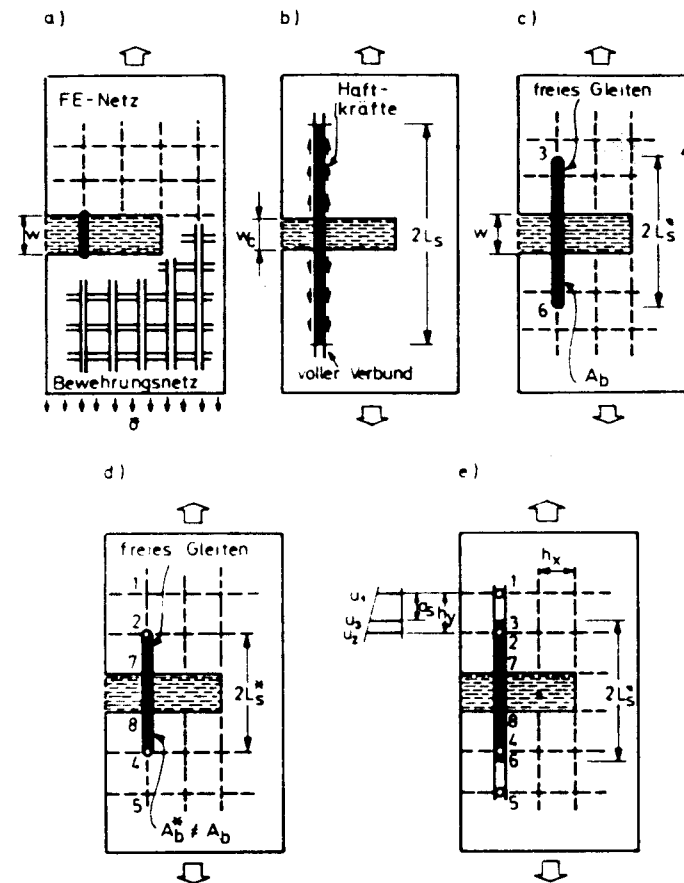 a)
b)
c)
FE-Netz
w
Bewehrungsnetz
Haft-
kräfte
w_c
2L_s
voller Verbund
freies Gleiten
3
4
w
2L_s^*
6
A_b
d)
e)
freies Gleiten
1
2
7
2L_s^*
8
4
5
A_b^* ≠ A_b
h_x
u_1
u_3
u_2
a_s
h_y
1
3
2
7
2L_s^*
8
4
6
5